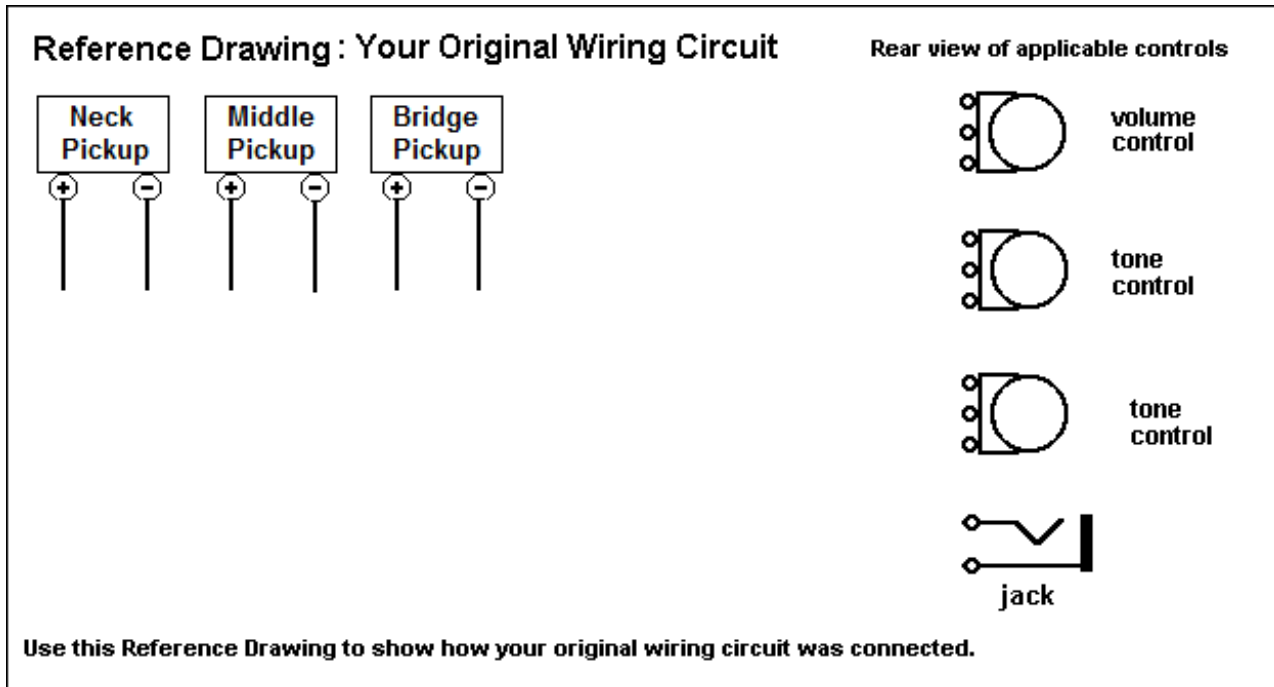 Reference Drawing : Your Original Wiring Circuit
Rear view of applicable controls
Neck
Pickup
Middle
Pickup
Bridge
Pickup
+
-
+
-
+
-
volume
control
tone
control
tone
control
jack
Use this Reference Drawing to show how your original wiring circuit was connected.